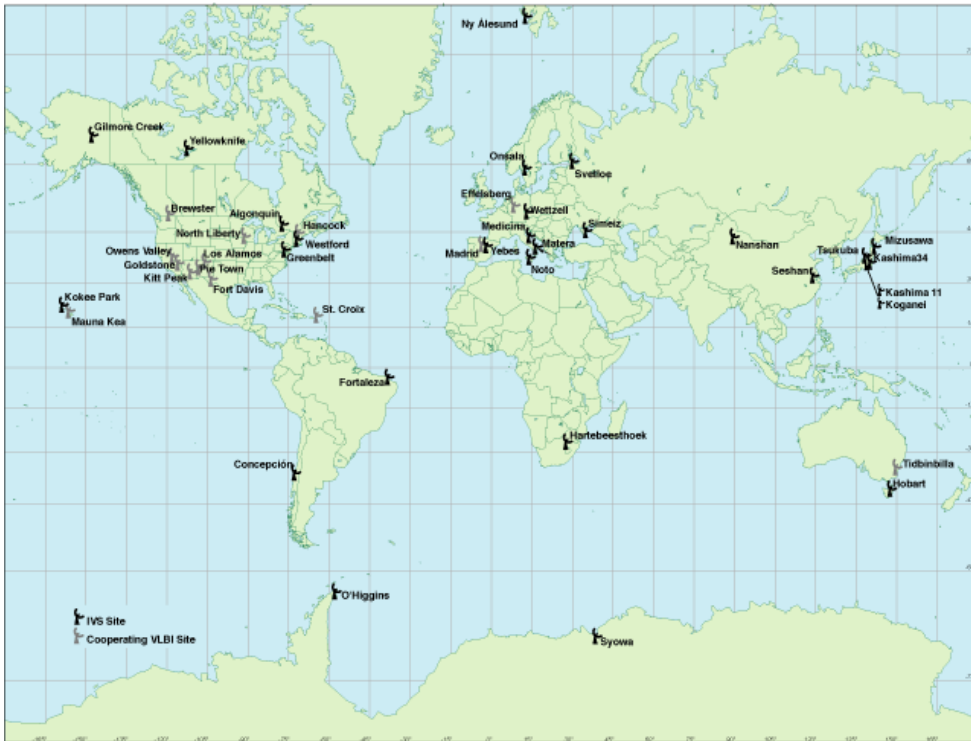 Ny Ålesund
Gilmore Creek
Yellowknife
Onsala
Svetloe
Effelsberg
Brewster
Algonquin
Wettzell
Hancock
Simeiz
North Liberty
Medicina
Westford
Nanshan
Mizusawa
Owens Valley
Los Alamos
Greenbelt
Madrid
Yebes
Matera
Tsukuba
Kashima34
Goldstone
Pie Town
Noto
Seshan
Kitt Peak
Fort Davis
Kashima 11
Kokee Park
Koganei
St. Croix
Mauna Kea
Fortaleza
Hartebeesthoek
Concepción
Tidbinbilla
Hobart
O'Higgins
IVS Site
Cooperating VLBI Site
Syowa